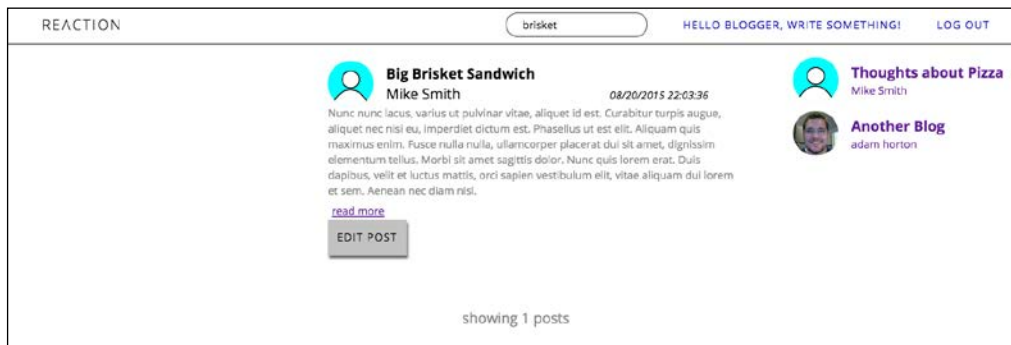 REACTION
brisket
HELLO BLOGGER, WRITE SOMETHING!
LOG OUT
Big Brisket Sandwich
Mike Smith
08/20/2015 22:03:36
Nunc nunc lacus, varius ut pulvinar vitae, aliquet id est. Curabitur turpis augue,
aliquet nec nisi eu, imperdiet dictum est. Phasellus ut est elit. Aliquam quis
maximus enim. Fusce nulla nulla, ullamcorper placerat dui sit amet, dignissim
elementum tellus. Morbi sit amet sagittis dolor. Nunc quis lorem erat. Duis
dapibus, velit et luctus mattis, orci sapien vestibulum elit, vitae aliquam dui lorem
et sem. Aenean nec diam nisi.
read more
EDIT POST
showing 1 posts
Thoughts about Pizza
Mike Smith
Another Blog
adam horton